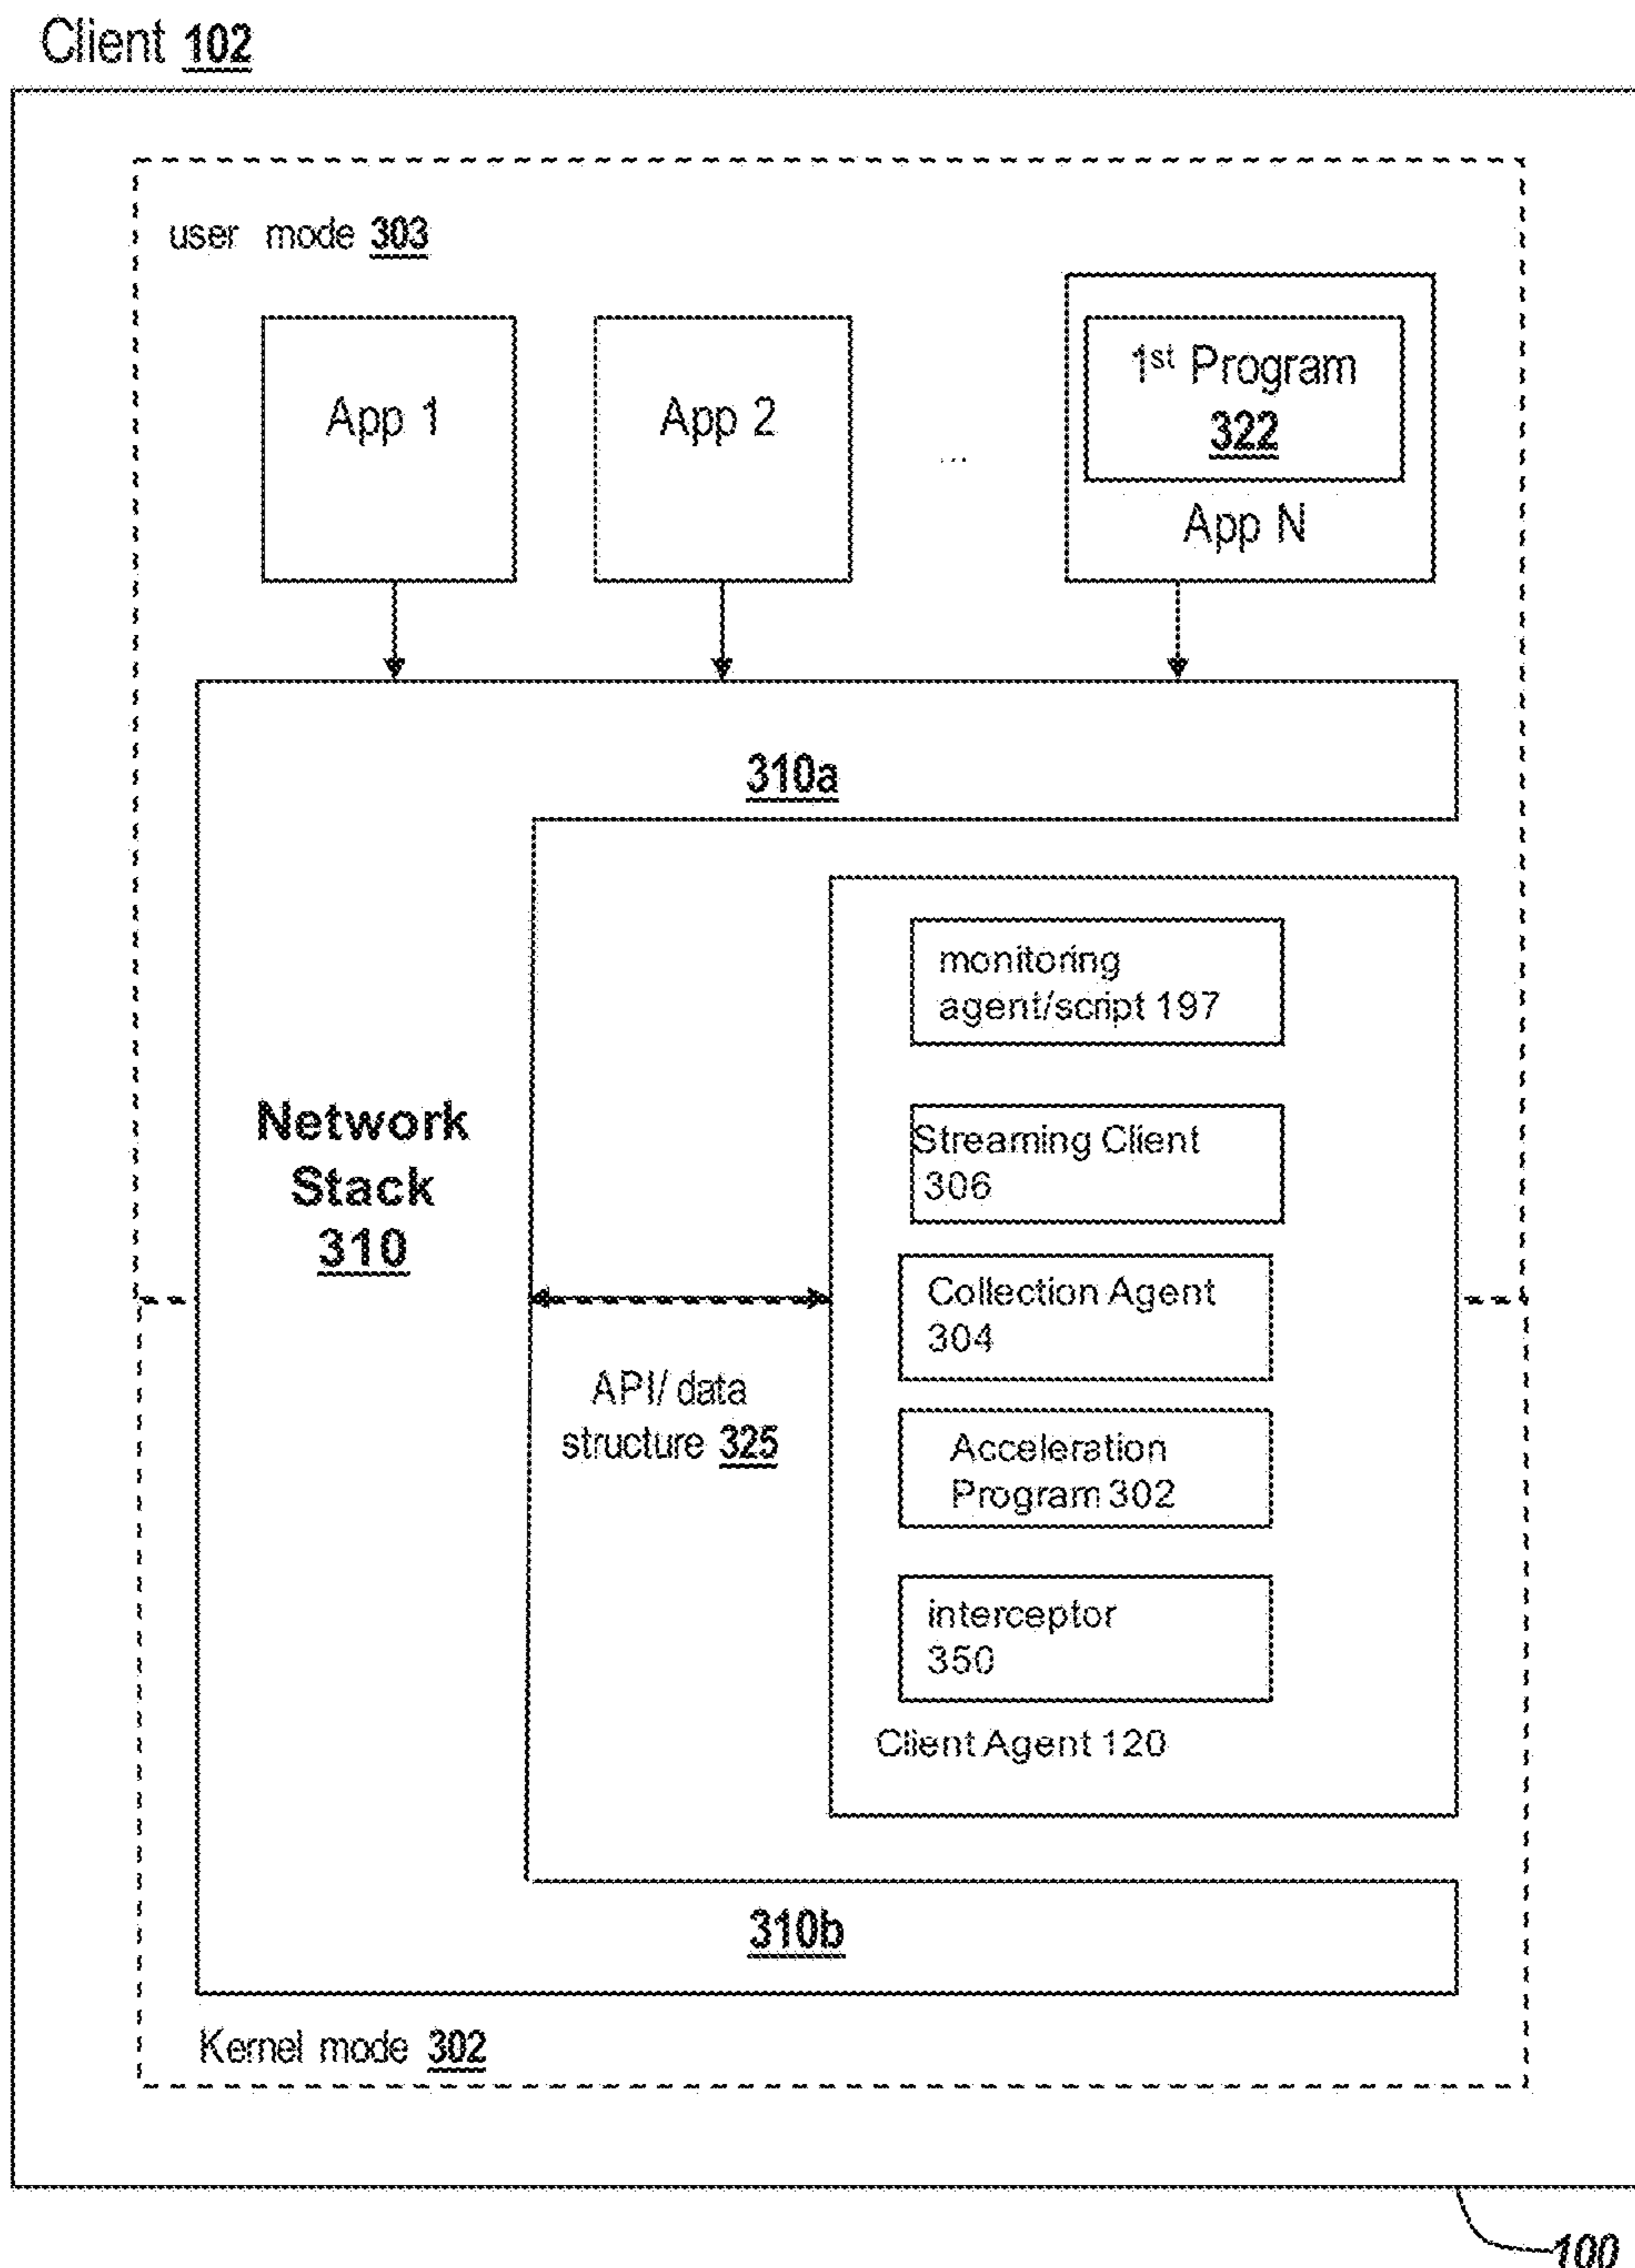 Client 102
user mode 303
App 1
App 2
...
1st Program
322
App N
310a
Network
Stack
310
monitoring
agent/script 197
Streaming Client
306
Collection Agent
304
API/ data
structure 325
Acceleration
Program 302
interceptor
350
Client Agent 120
310b
Kernel mode 302
100